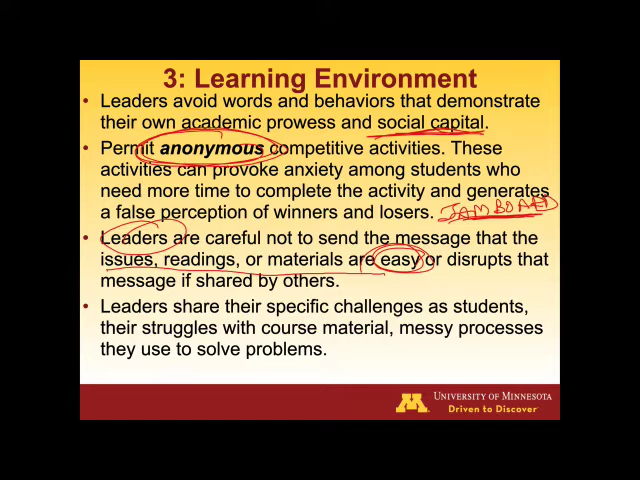 3: Learning Environment
• Leaders avoid words and behaviors that demonstrate
their own academic prowess and social capital.
• Permit anonymous competitive activities. These
activities can provoke anxiety among students who
need more time to complete the activity and generates
a false perception of winners and losers. JAMBOARD
• Leaders are careful not to send the message that the
issues, readings, or materials are easy or disrupts that
message if shared by others.
• Leaders share their specific challenges as students,
their struggles with course material, messy processes
they use to solve problems.
M UNIVERSITY OF MINNESOTA
Driven to Discover℠